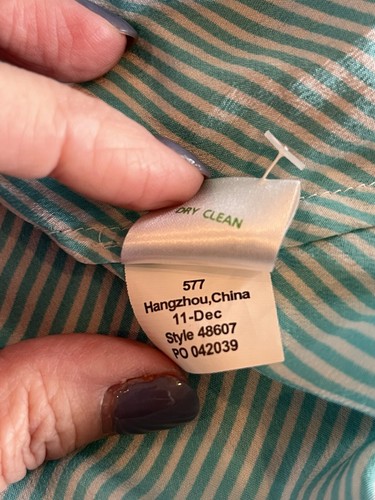 DRY CLEAN
577
Hangzhou,China
11-Dec
Style 48607
PO 042039